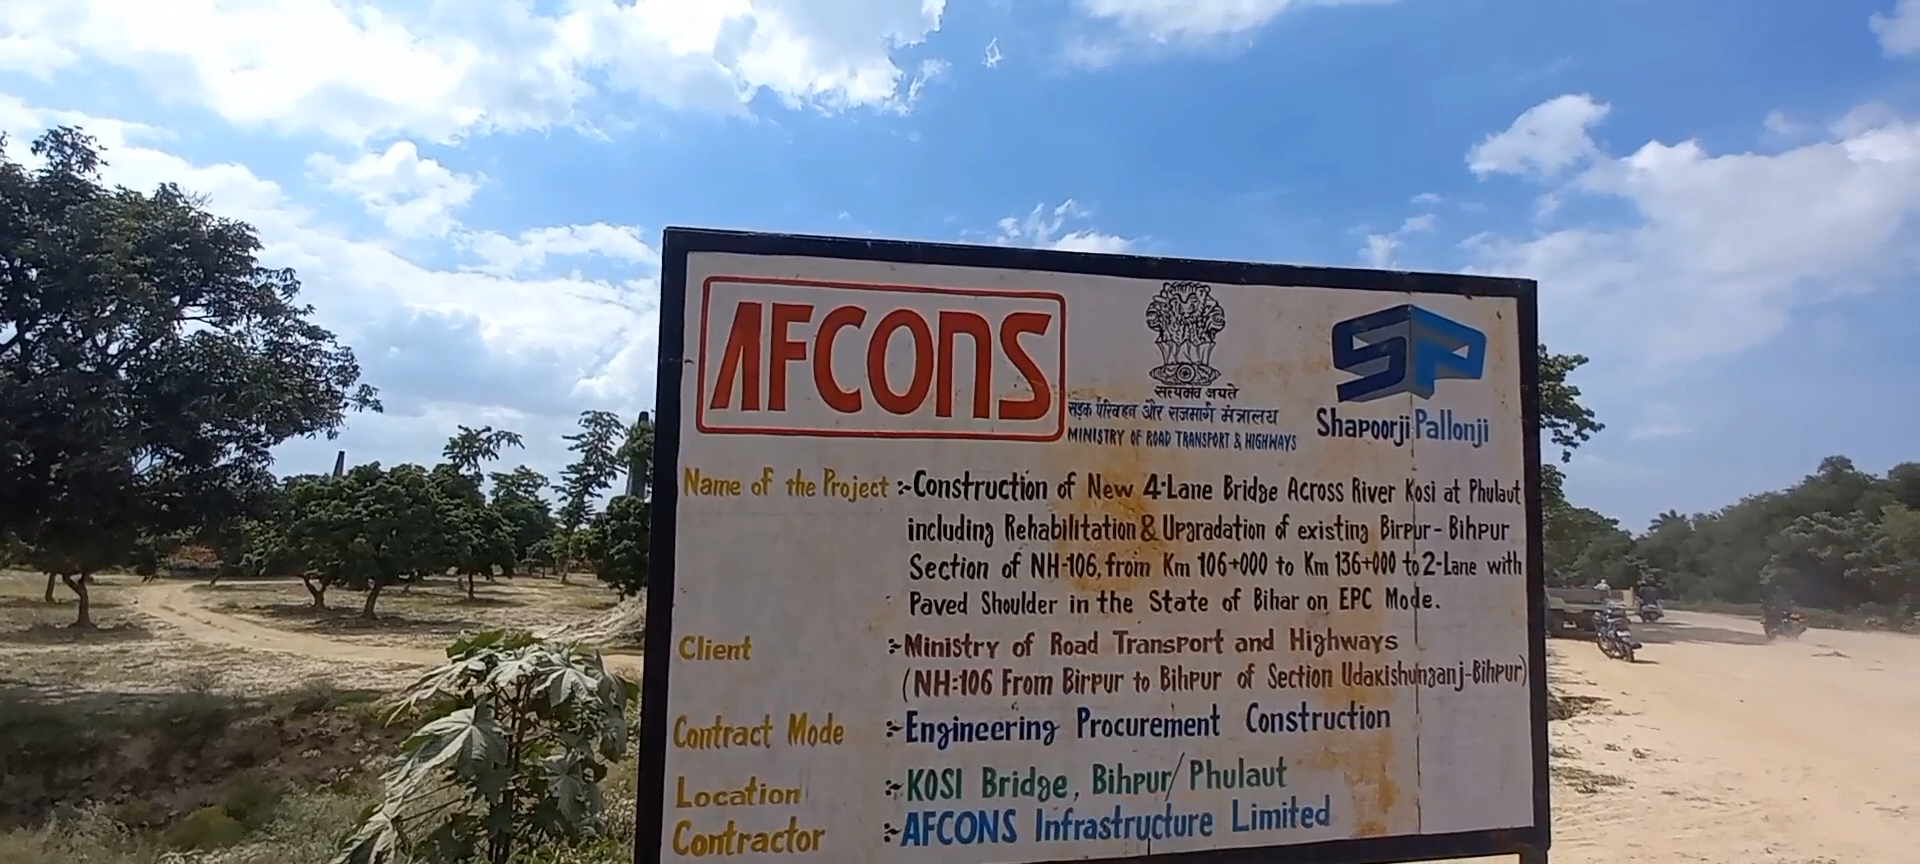 AFCONS
सत्यमेव जयते
सड़क परिवहन और राजमार्ग मंत्रालय
MINISTRY OF ROAD TRANSPORT & HIGHWAYS
SP
Shapoorji Pallonji
Name of the Project :- Construction of New 4-Lane Bridge Across River Kosi at Phulaut
including Rehabilitation & Upgradation of existing Birpur - Bihpur
Section of NH-106, from Km 106+000 to Km 136+000 to 2-Lane with
Paved Shoulder in the State of Bihar on EPC Mode.
Client :- Ministry of Road Transport and Highways
(NH:106 From Birpur to Bihpur of Section Udakishunganj-Bihpur)
Contract Mode :- Engineering Procurement Construction
Location :- KOSI Bridge, Bihpur/ Phulaut
Contractor :- AFCONS Infrastructure Limited